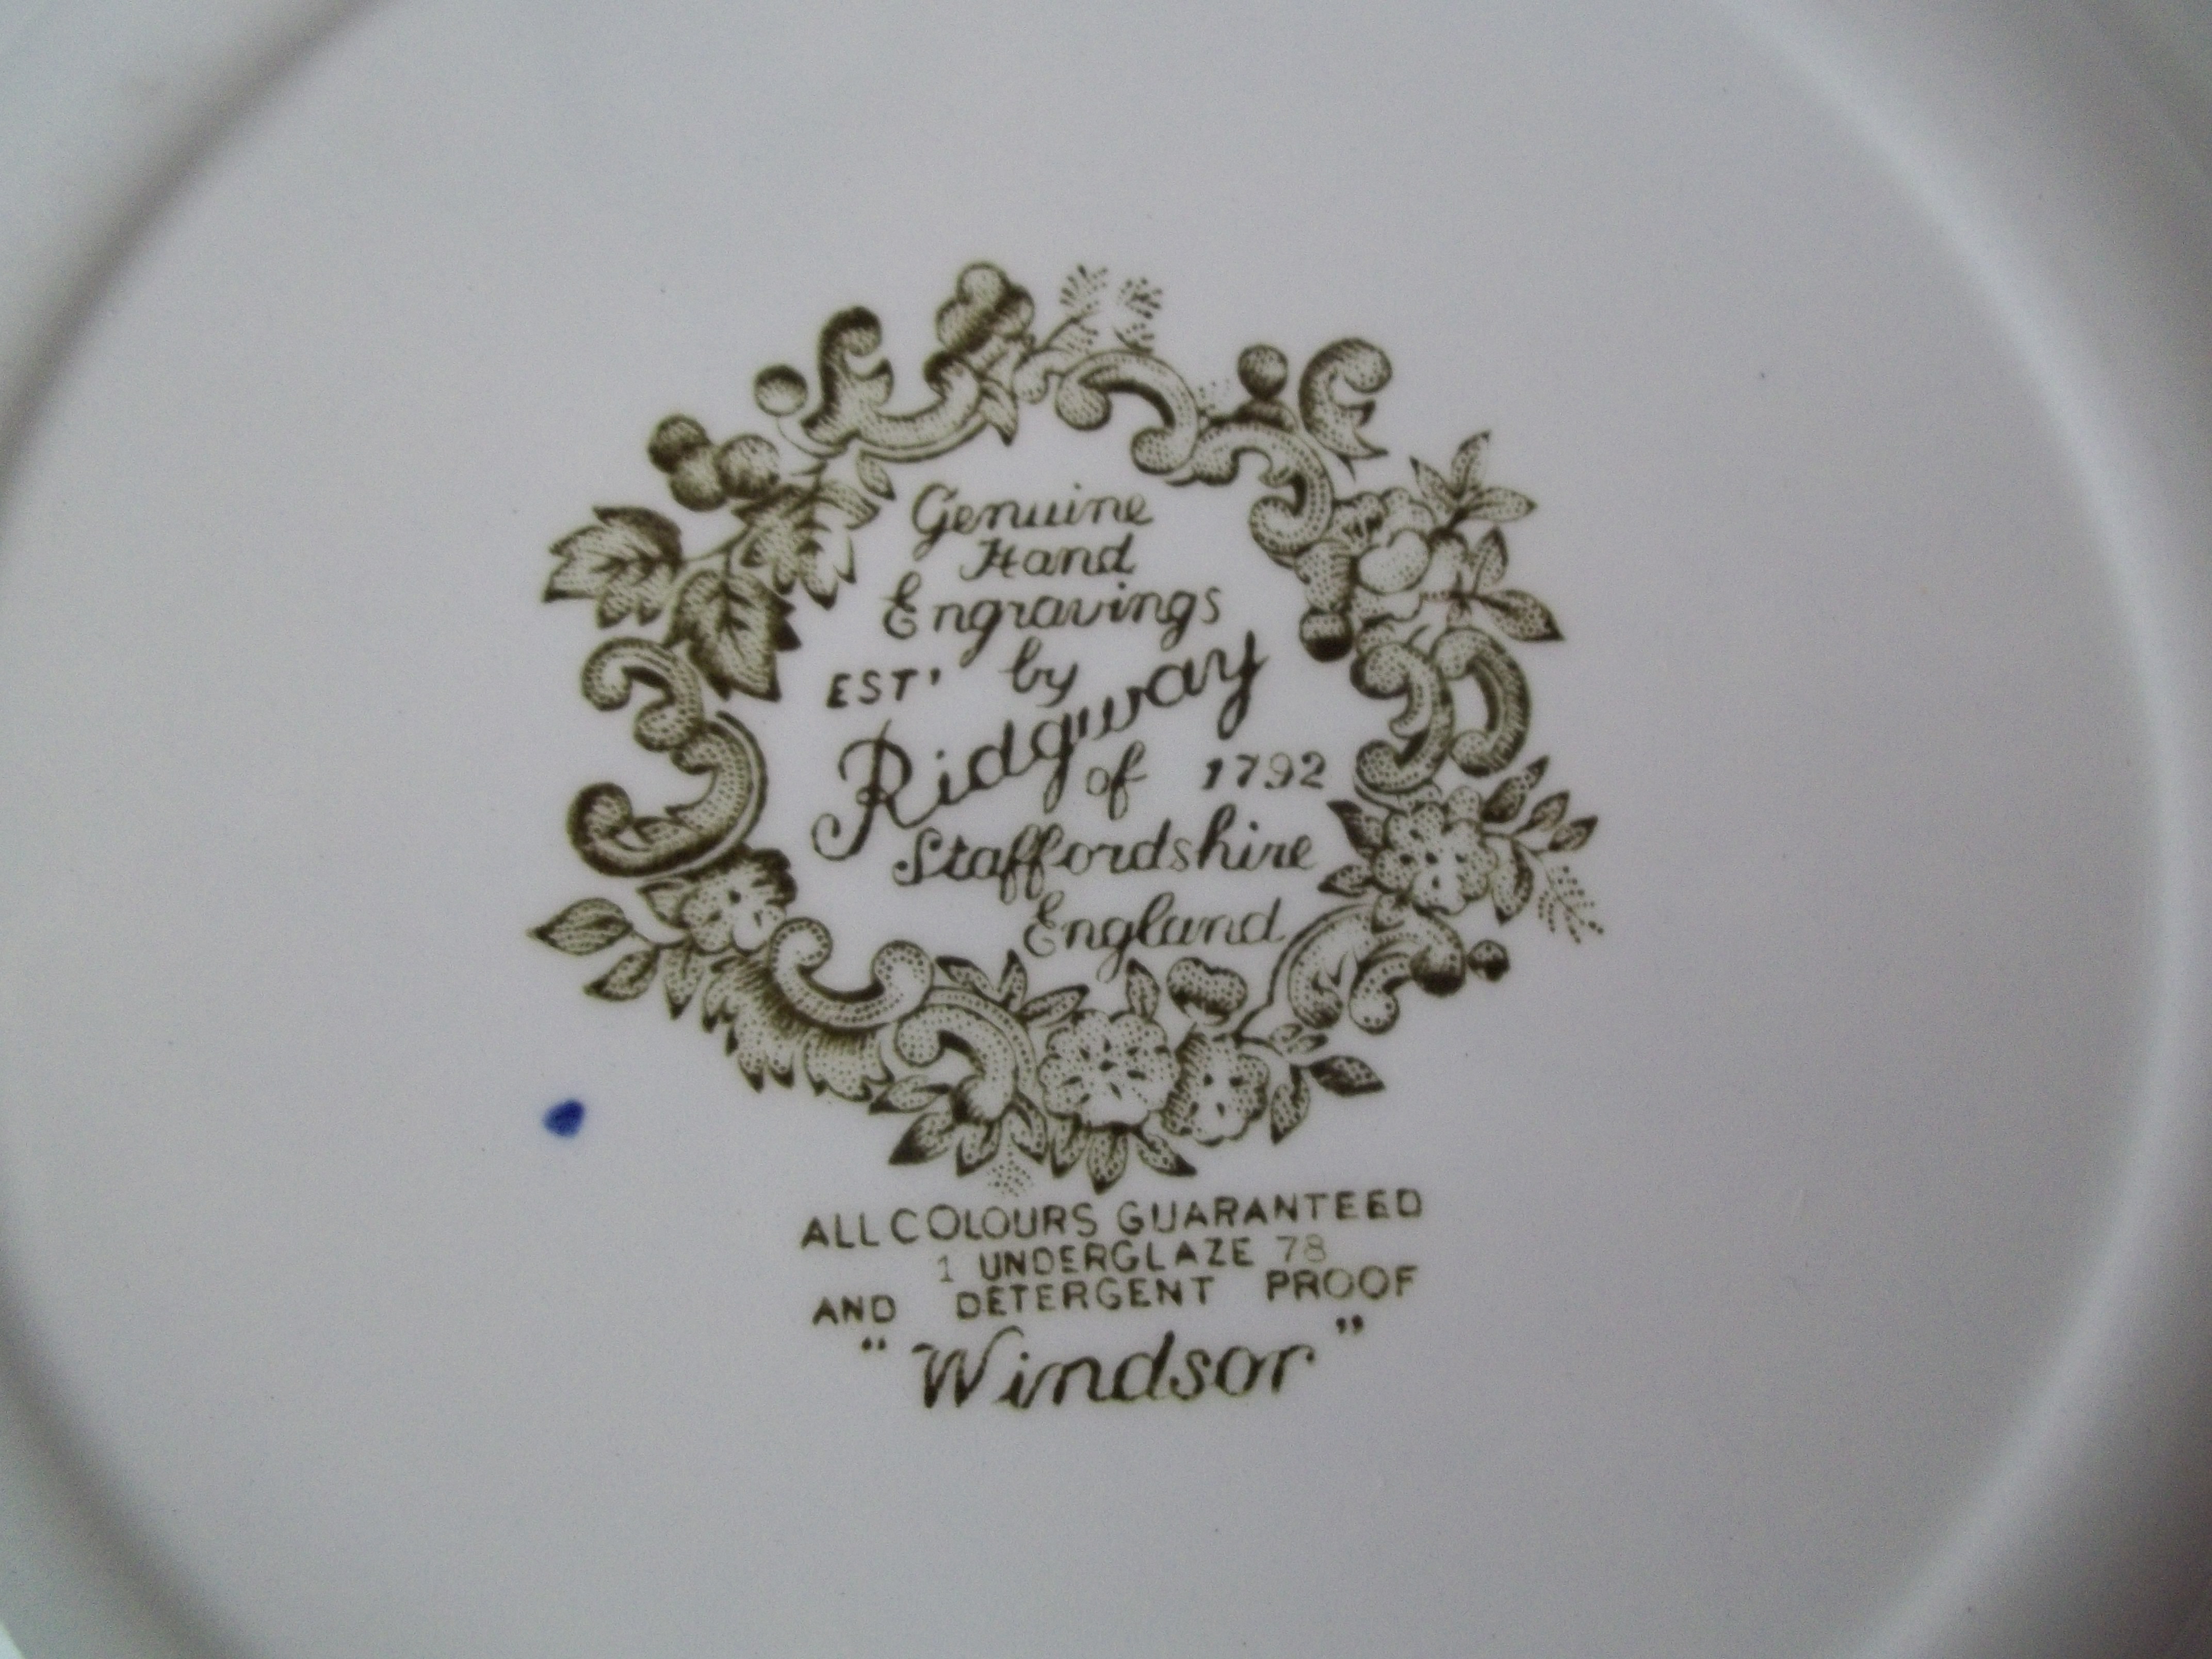 Genuine
Hand
Engravings
EST' by
Ridgway
of 1792
Staffordshire
England
ALL COLOURS GUARANTEED
1 UNDERGLAZE 78
AND DETERGENT PROOF
"Windsor"